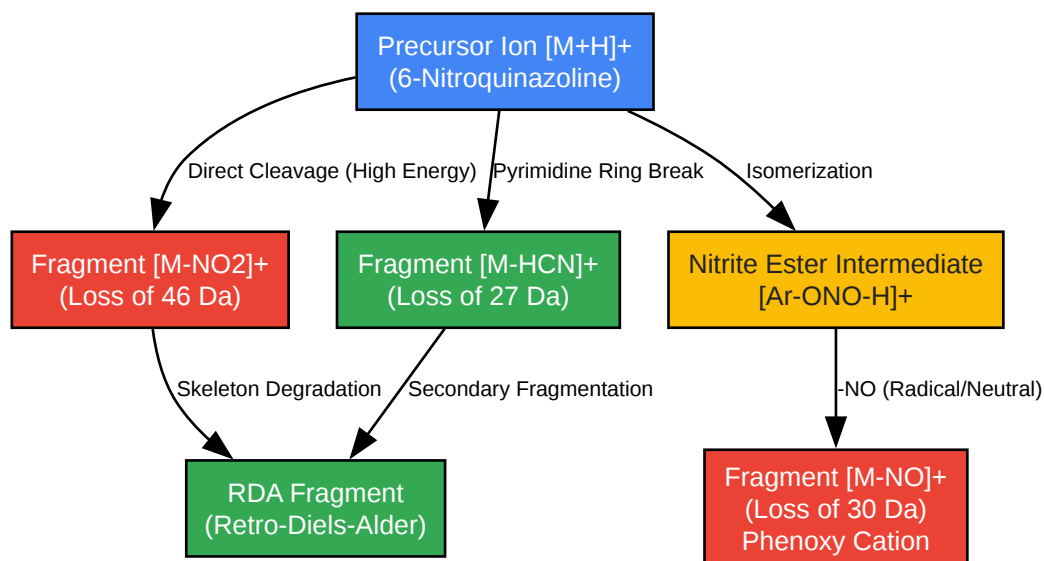 Precursor Ion [M+H]+
(6-Nitroquinazoline)
Direct Cleavage (High Energy)
Pyrimidine Ring Break
Isomerization
Fragment [M-NO2]+
(Loss of 46 Da)
Fragment [M-HCN]+
(Loss of 27 Da)
Nitrite Ester Intermediate
[Ar-ONO-H]+
Skeleton Degradation
Secondary Fragmentation
-NO (Radical/Neutral)
RDA Fragment
(Retro-Diels-Alder)
Fragment [M-NO]+
(Loss of 30 Da)
Phenoxy Cation